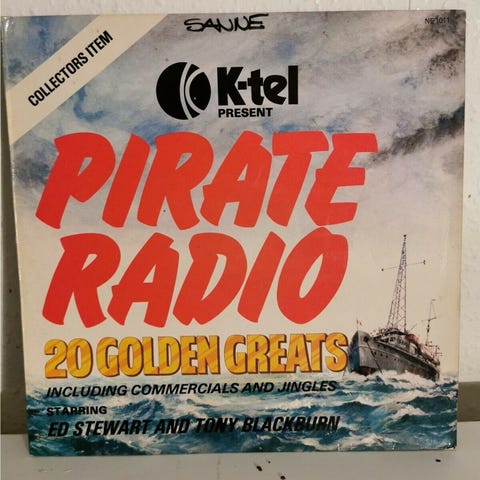 SANNE
NE 1011
COLLECTORS ITEM
K-tel
PRESENT
PIRATE
RADIO
20 GOLDEN GREATS
INCLUDING COMMERCIALS AND JINGLES
STARRING
ED STEWART AND TONY BLACKBURN